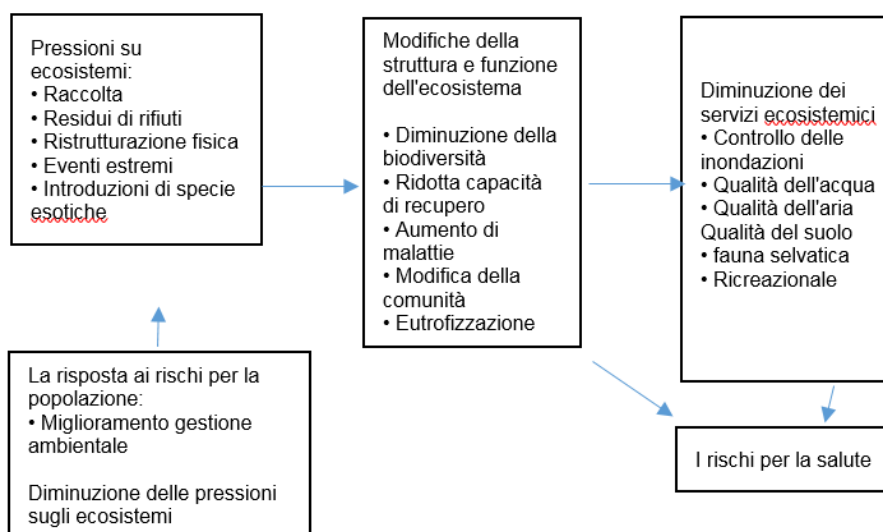 Pressioni su
ecosistemi:
• Raccolta
• Residui di rifiuti
• Ristrutturazione fisica
• Eventi estremi
• Introduzioni di specie
esotiche
Modifiche della
struttura e funzione
dell'ecosistema
• Diminuzione della
biodiversità
• Ridotta capacità
di recupero
• Aumento di
malattie
• Modifica della
comunità
• Eutrofizzazione
Diminuzione dei
servizi ecosistemici
• Controllo delle
inondazioni
• Qualità dell'acqua
• Qualità dell'aria
Qualità del suolo
• fauna selvatica
• Ricreazionale
La risposta ai rischi per la
popolazione:
• Miglioramento gestione
ambientale
Diminuzione delle pressioni
sugli ecosistemi
I rischi per la salute